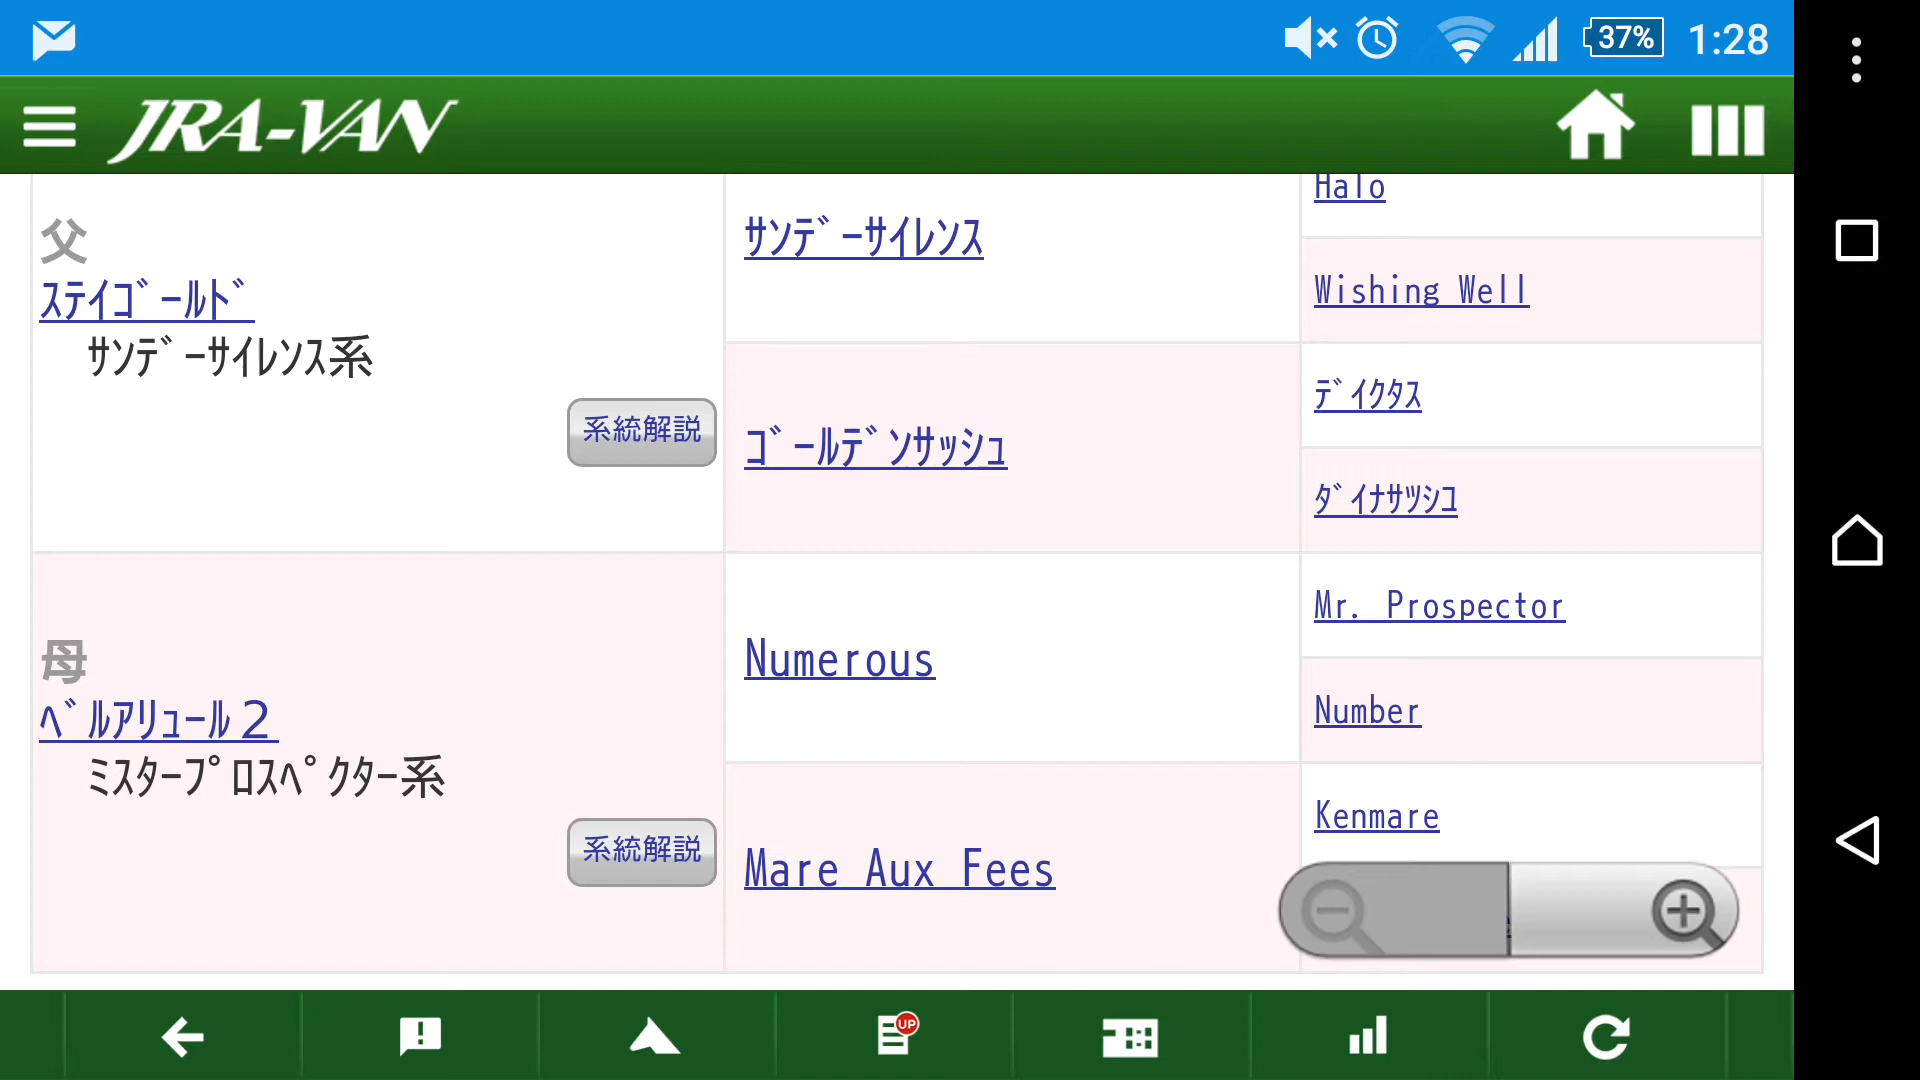 37%
1:28
JRA-VAN
父
ｽﾃｲｺﾞｰﾙﾄﾞ
ｻﾝﾃﾞｰｻｲﾚﾝｽ系
系統解説
ｻﾝﾃﾞｰｻｲﾚﾝｽ
ｺﾞｰﾙﾃﾞﾝｻｯｼｭ
Halo
Wishing Well
ﾃﾞｲｸﾀｽ
ﾀﾞｲﾅｻﾂｼﾕ
母
ﾍﾞﾙｱﾘｭｰﾙ２
ﾐｽﾀｰﾌﾟﾛｽﾍﾟｸﾀｰ系
系統解説
Numerous
Mare Aux Fees
Mr. Prospector
Number
Kenmare
UP